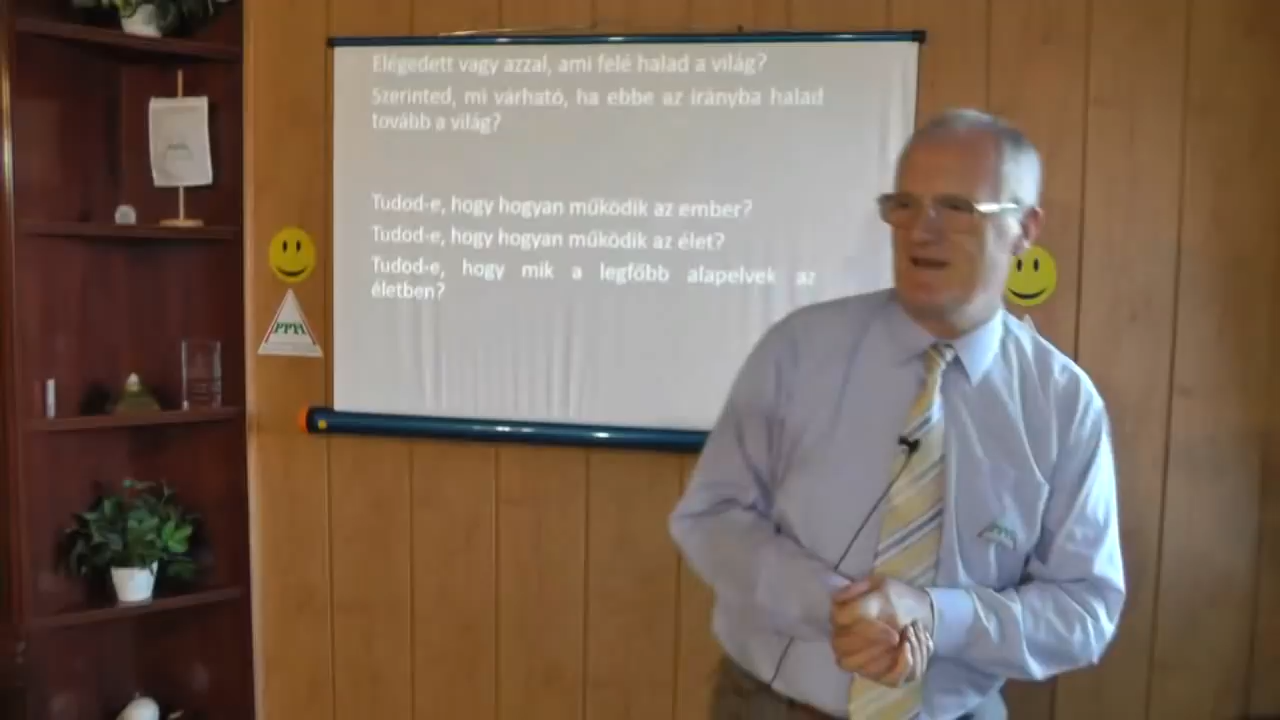 Elégedett vagy azzal, ami felé halad a világ?
Szerinted, mi várható, ha ebbe az irányba halad
tovább a világ?
Tudod-e, hogy hogyan működik az ember?
Tudod-e, hogy hogyan működik az élet?
Tudod-e, hogy mik a legfőbb alapelvek az
életben?